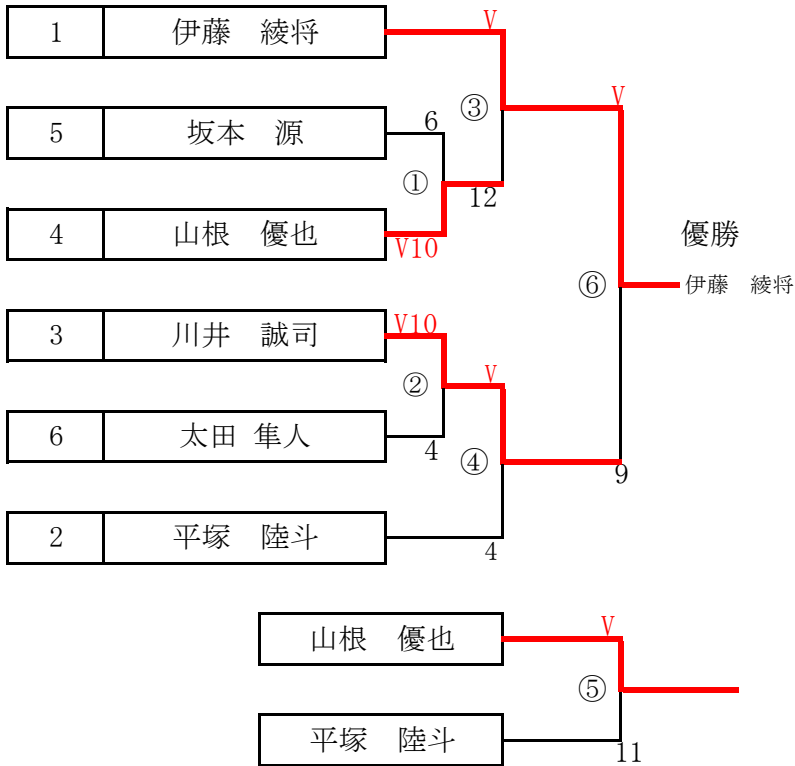 1 伊藤　綾将
V
V
5 坂本　源
6
③
①
12
4 山根　優也
V10
優勝
⑥
伊藤　綾将
3 川井　誠司
V10
②
V
6 太田 隼人
4
④
9
2 平塚　陸斗
4
山根　優也
V
⑤
平塚　陸斗
11